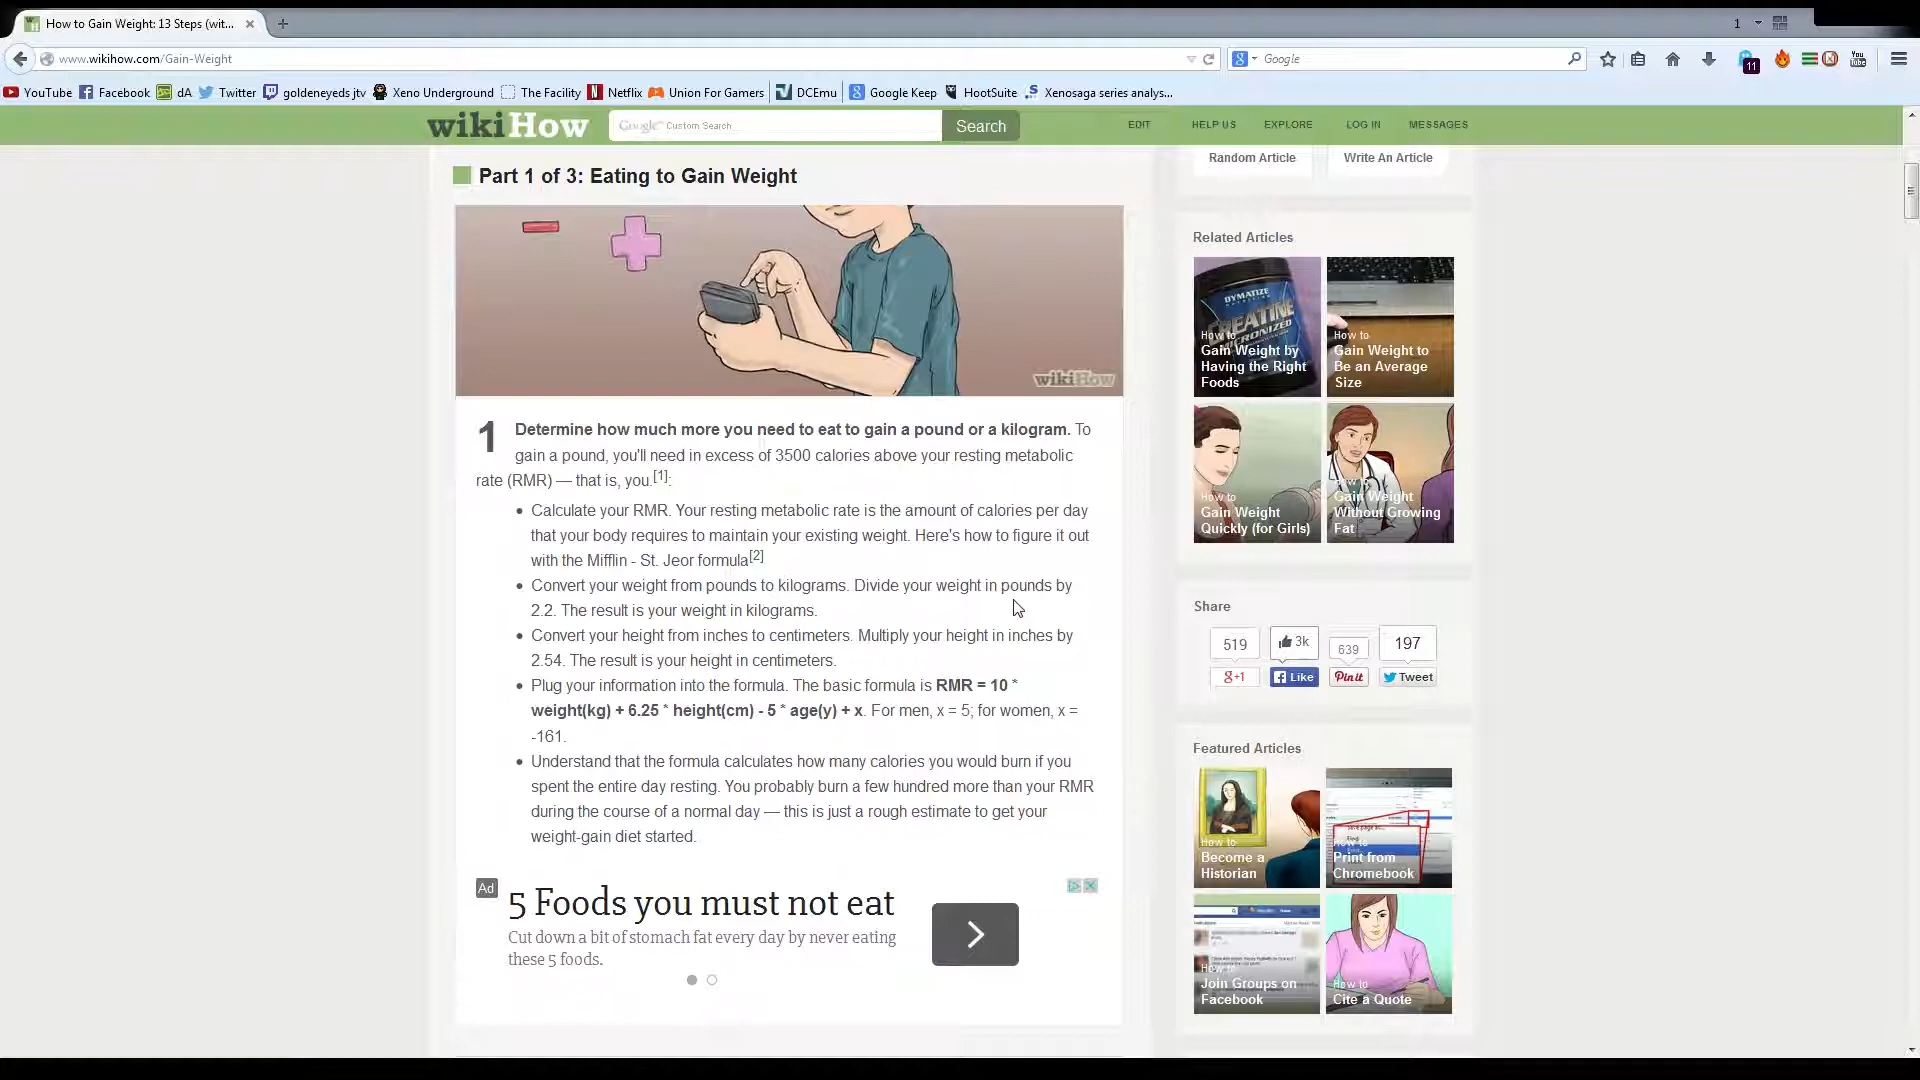 How to Gain Weight: 13 Steps (wit...
1
www.wikihow.com/Gain-Weight
Google
11
You Tube
YouTube Facebook dA Twitter goldeneyeds jtv Xeno Underground The Facility Netflix Union For Gamers DCEmu Google Keep HootSuite Xenosaga series analys...
wikiHow
Google Custom Search
Search
EDIT HELP US EXPLORE LOG IN MESSAGES
Random Article
Write An Article
Part 1 of 3: Eating to Gain Weight
wikiHow
1 Determine how much more you need to eat to gain a pound or a kilogram. To
gain a pound, you'll need in excess of 3500 calories above your resting metabolic
rate (RMR) — that is, you.[1]:
• Calculate your RMR. Your resting metabolic rate is the amount of calories per day
that your body requires to maintain your existing weight. Here's how to figure it out
with the Mifflin - St. Jeor formula[2]
• Convert your weight from pounds to kilograms. Divide your weight in pounds by
2.2. The result is your weight in kilograms.
• Convert your height from inches to centimeters. Multiply your height in inches by
2.54. The result is your height in centimeters.
• Plug your information into the formula. The basic formula is RMR = 10 *
weight(kg) + 6.25 * height(cm) - 5 * age(y) + x. For men, x = 5; for women, x =
-161.
• Understand that the formula calculates how many calories you would burn if you
spent the entire day resting. You probably burn a few hundred more than your RMR
during the course of a normal day — this is just a rough estimate to get your
weight-gain diet started.
Ad
5 Foods you must not eat
Cut down a bit of stomach fat every day by never eating
these 5 foods.
Related Articles
DYMATIZE
CREATINE
MICRONIZED
How to
Gain Weight by
Having the Right
Foods
How to
Gain Weight to
Be an Average
Size
How to
Gain Weight
Quickly (for Girls)
How to
Gain Weight
Without Growing
Fat
Share
519 3k 639 197
g+1 Like Pin it Tweet
Featured Articles
How to
Become a
Historian
How to
Print from
Chromebook
How to
Join Groups on
Facebook
How to
Cite a Quote